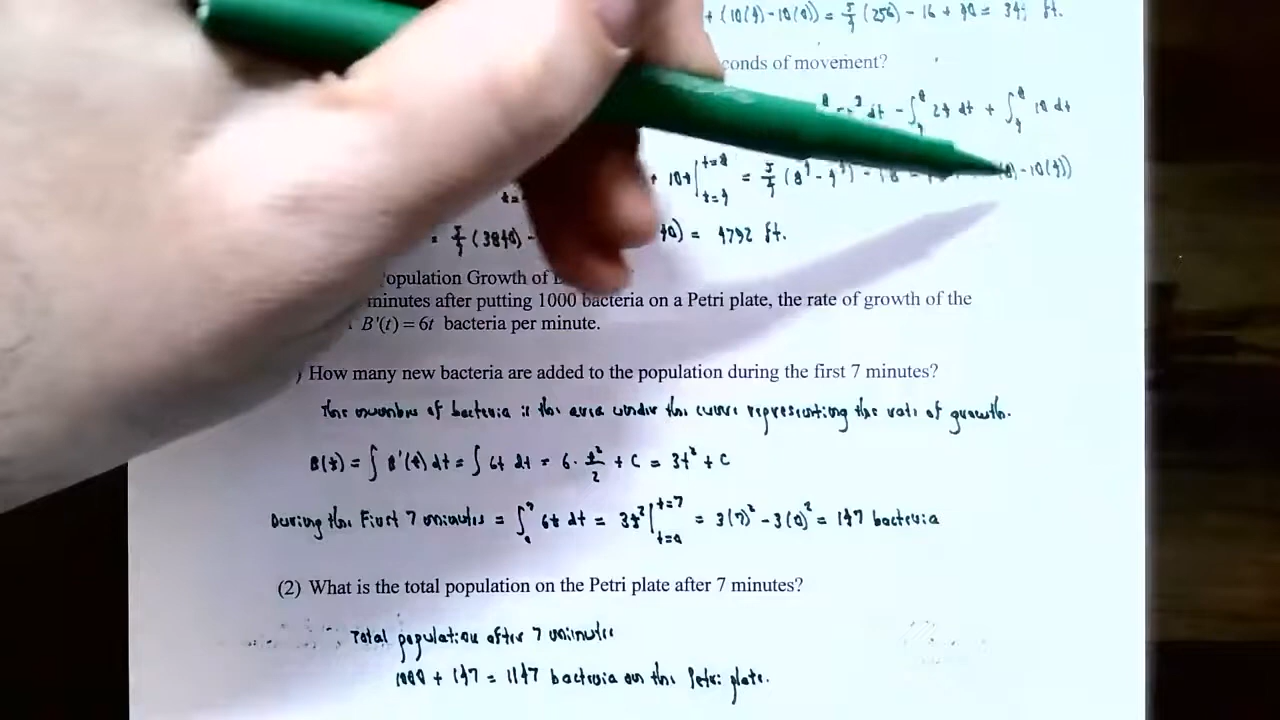 + (10(4) - 10(0)) = 5/4 (256) - 16 + 40 = 34 ft.
conds of movement?
dt - ∫ 2t dt + ∫ 10 dt
+ 10t | t=8 t=4 = 5/4 (8⁴ - 4⁴) - - 10(4))
= 5/4 (3840) - 40) = 4792 ft.
opulation Growth of
minutes after putting 1000 bacteria on a Petri plate, the rate of growth of the
B'(t) = 6t bacteria per minute.
) How many new bacteria are added to the population during the first 7 minutes?
The number of bacteria is the area under the curve representing the rate of growth.
B(t) = ∫ B'(t) dt = ∫ 6t dt = 6 · t²/2 + C = 3t² + C
During the First 7 minutes = ∫₀⁷ 6t dt = 3t² | t=7 t=0 = 3(7)² - 3(0)² = 147 bacteria
(2) What is the total population on the Petri plate after 7 minutes?
Total population after 7 minutes
1000 + 147 = 1147 bacteria on the Petri plate.